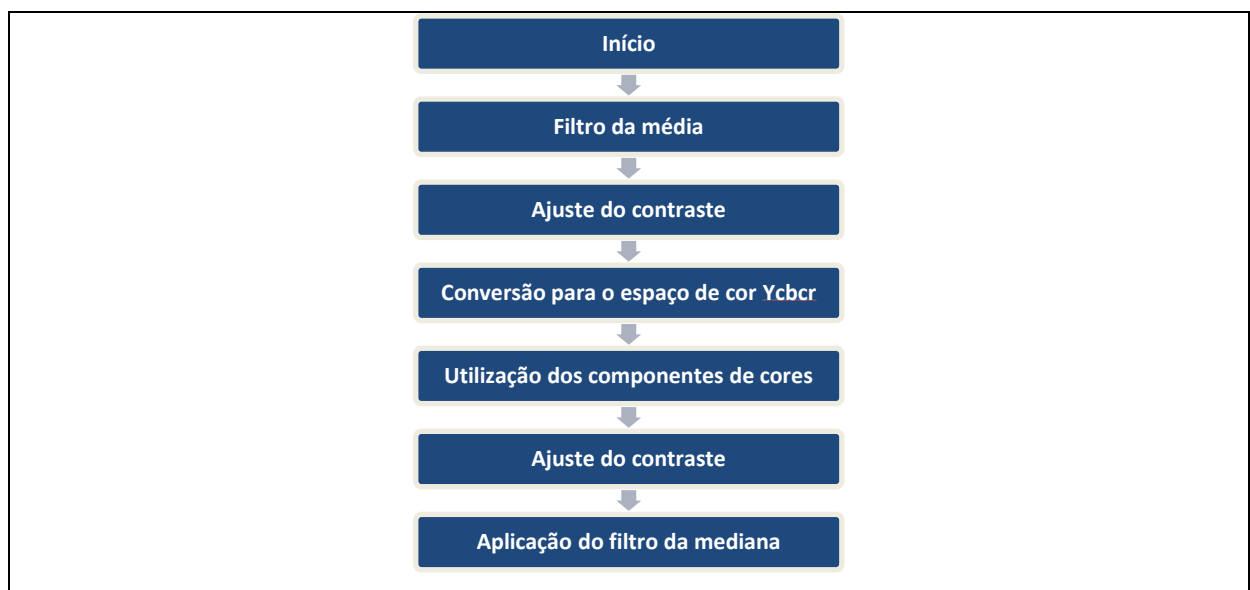 Início
Filtro da média
Ajuste do contraste
Conversão para o espaço de cor Ycbcr
Utilização dos componentes de cores
Ajuste do contraste
Aplicação do filtro da mediana